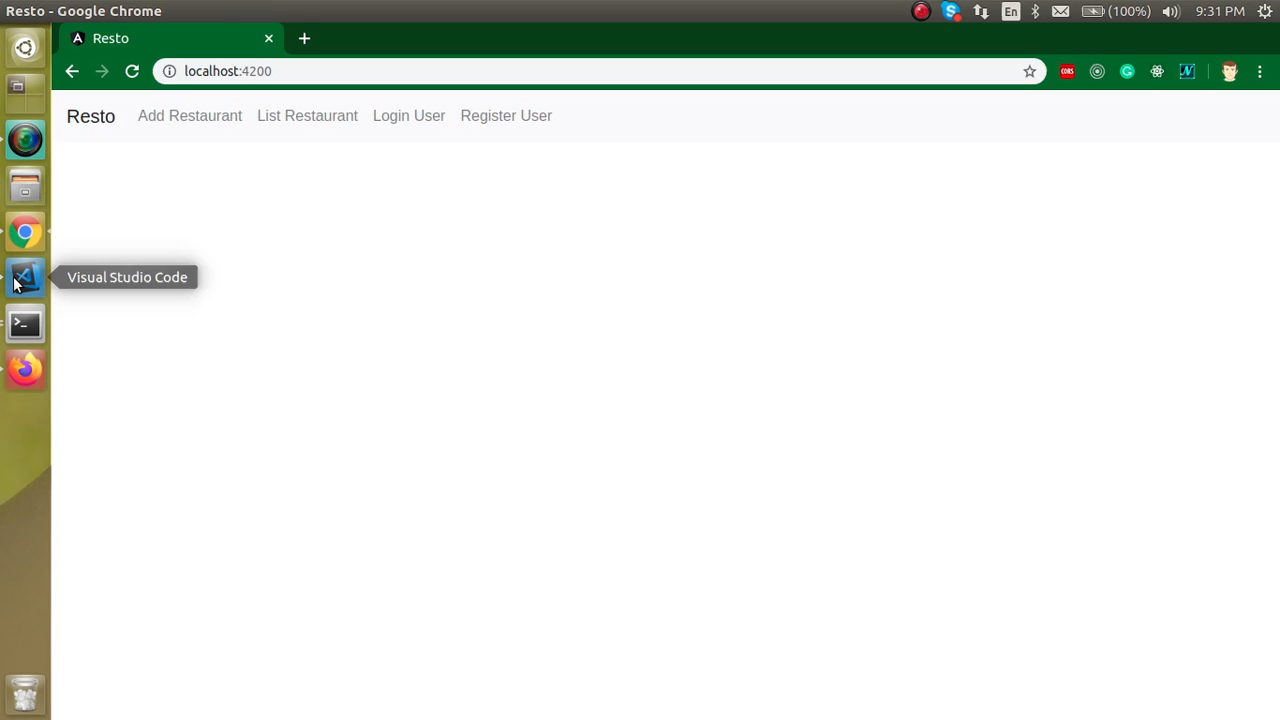 Resto - Google Chrome
En
(100%)
9:31 PM
Resto
localhost:4200
CORS
Resto
Add Restaurant
List Restaurant
Login User
Register User
Visual Studio Code